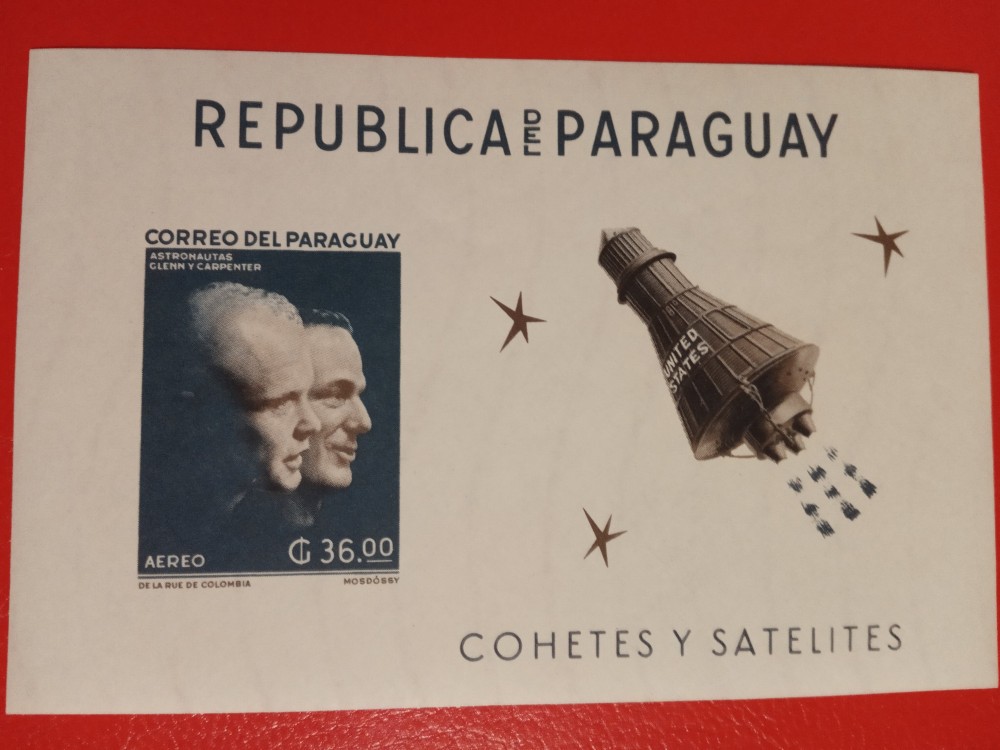 REPUBLICA DEL PARAGUAY
CORREO DEL PARAGUAY
ASTRONAUTAS
GLENN Y CARPENTER
AEREO
₲ 36.00
DE LA RUE DE COLOMBIA
MOSDÓSSY
UNITED
STATES
COHETES Y SATELITES